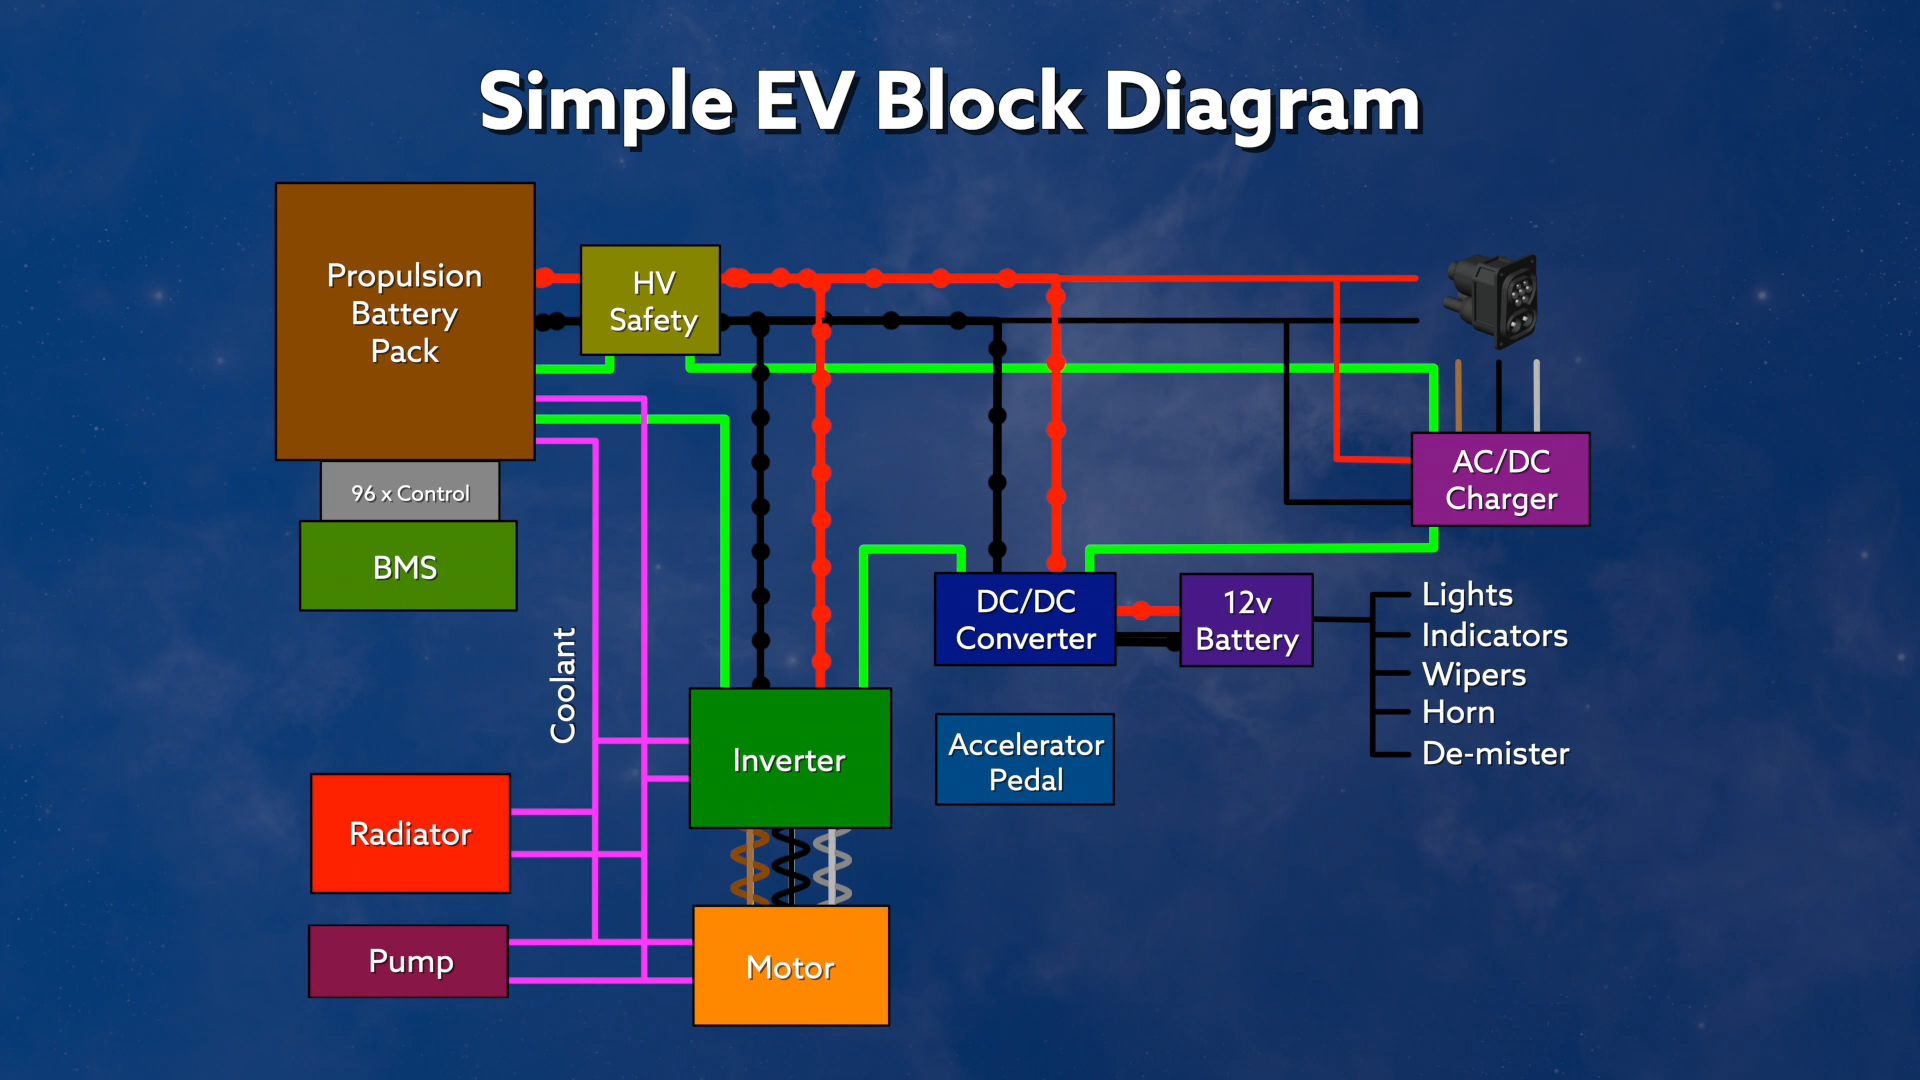 Simple EV Block Diagram
Propulsion
Battery
Pack
HV
Safety
96 x Control
BMS
AC/DC
Charger
DC/DC
Converter
12v
Battery
Lights
Indicators
Wipers
Horn
De-mister
Coolant
Inverter
Accelerator
Pedal
Radiator
Pump
Motor